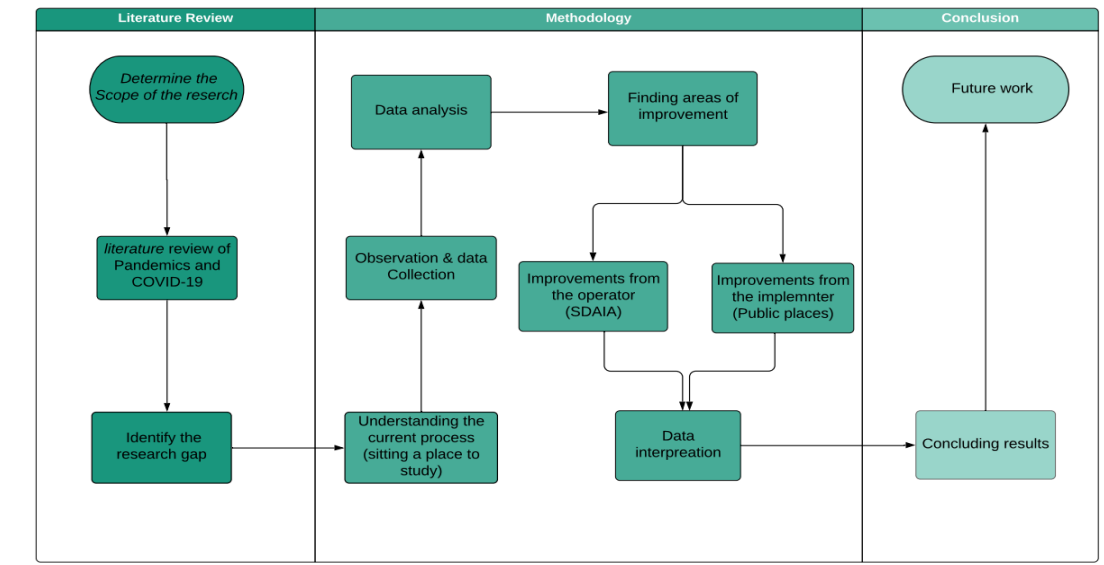 Literature Review
Methodology
Conclusion
Determine the
Scope of the reserch
literature review of
Pandemics and
COVID-19
Identify the
research gap
Data analysis
Observation & data
Collection
Understanding the
current process
(sitting a place to
study)
Finding areas of
improvement
Improvements from
the operator
(SDAIA)
Improvements from
the implemnter
(Public places)
Data
interpreation
Future work
Concluding results